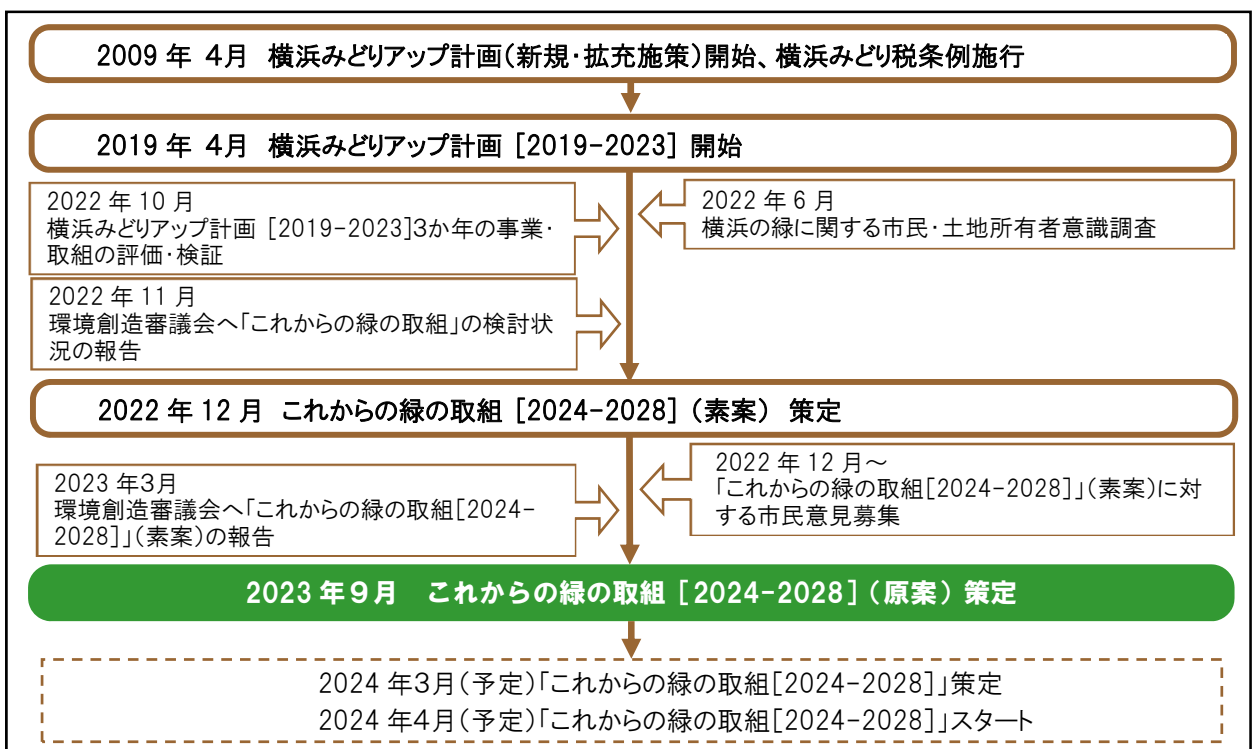 2009 年 4月 横浜みどりアップ計画(新規・拡充施策)開始、横浜みどり税条例施行
2019 年 4月 横浜みどりアップ計画 [2019-2023] 開始
2022 年 10 月
横浜みどりアップ計画 [2019-2023]3か年の事業・
取組の評価・検証
2022 年 6 月
横浜の緑に関する市民・土地所有者意識調査
2022 年 11 月
環境創造審議会へ「これからの緑の取組」の検討状
況の報告
2022 年 12 月 これからの緑の取組 [2024-2028] (素案) 策定
2023 年3月
環境創造審議会へ「これからの緑の取組[2024-
2028]」(素案)の報告
2022 年 12 月～
「これからの緑の取組[2024-2028]」(素案)に対
する市民意見募集
2023 年９月 これからの緑の取組 [2024-2028] (原案) 策定
2024 年3月(予定)「これからの緑の取組[2024-2028]」策定
2024 年4月(予定)「これからの緑の取組[2024-2028]」スタート